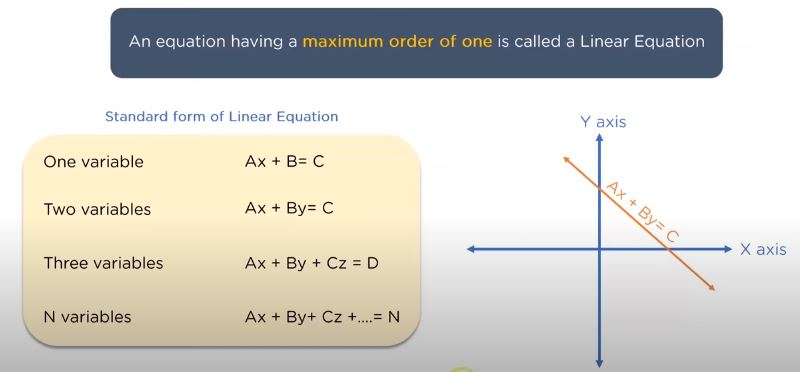 An equation having a maximum order of one is called a Linear Equation
Standard form of Linear Equation
One variable Ax + B= C
Two variables Ax + By= C
Three variables Ax + By + Cz = D
N variables Ax + By+ Cz +....= N
Y axis
Ax + By= C
X axis